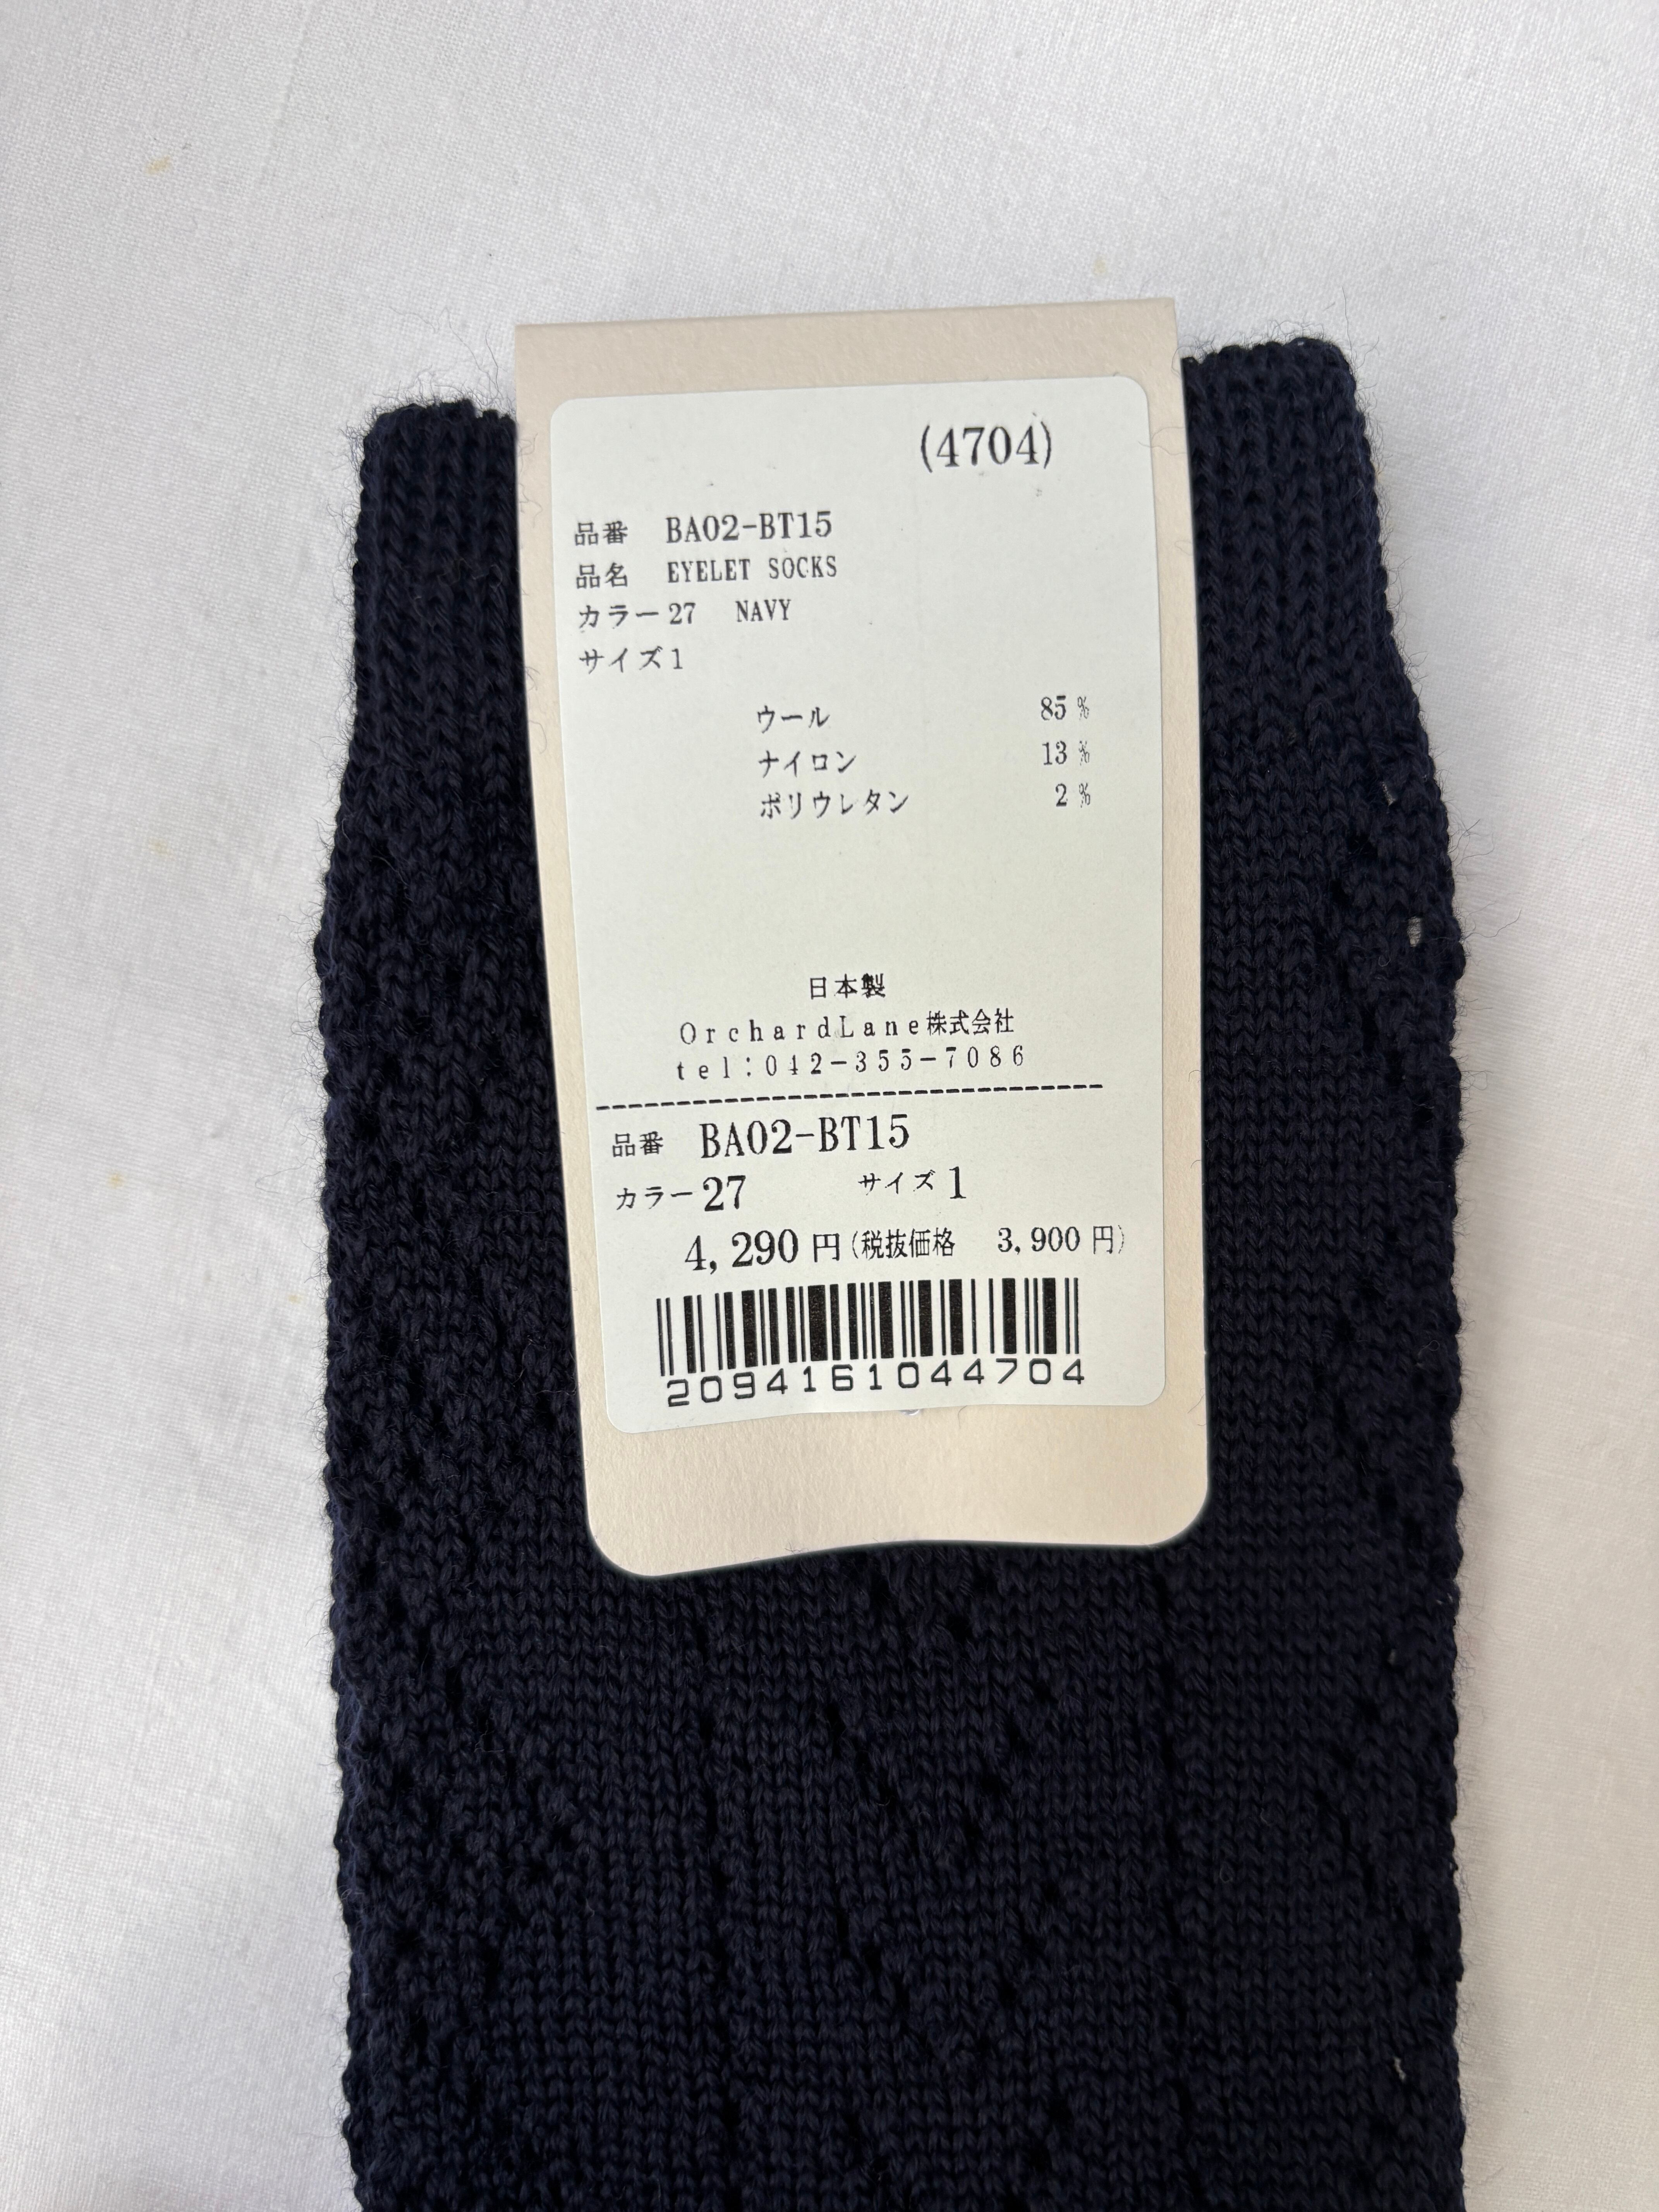 (4704)
品番 BA02-BT15
品名 EYELET SOCKS
カラー27 NAVY
サイズ1
ウール 85 %
ナイロン 13 %
ポリウレタン 2 %
日本製
OrchardLane株式会社
tel:042-355-7086
品番 BA02-BT15
カラー27 サイズ1
4,290円(税抜価格 3,900円)
2094161044704